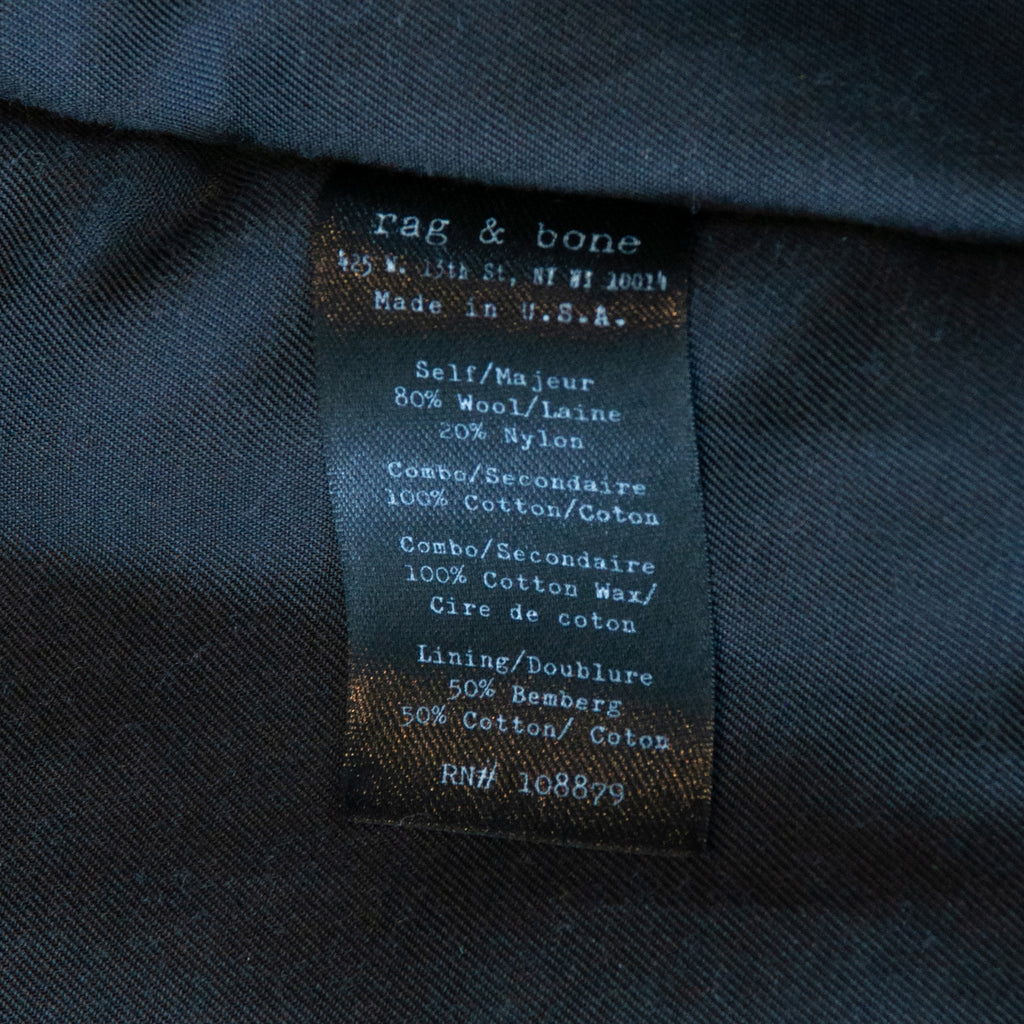 rag & bone
425 W. 13th St, NY NY 10014
Made in U.S.A.
Self/Majeur
80% Wool/Laine
20% Nylon
Combo/Secondaire
100% Cotton/Coton
Combo/Secondaire
100% Cotton Wax/
Cire de coton
Lining/Doublure
50% Bemberg
50% Cotton/ Coton
RN# 108879